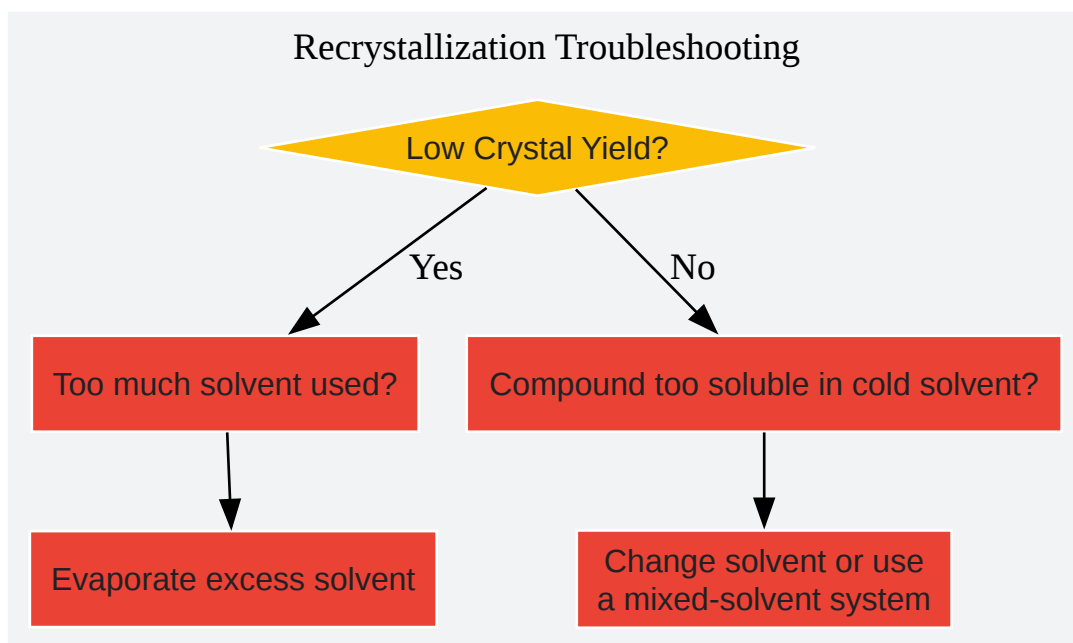 Recrystallization Troubleshooting
Low Crystal Yield?
Yes
No
Too much solvent used?
Compound too soluble in cold solvent?
Evaporate excess solvent
Change solvent or use
a mixed-solvent system